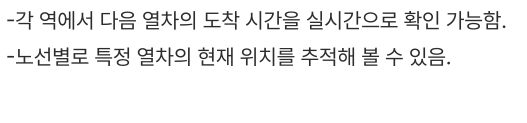 -각 역에서 다음 열차의 도착 시간을 실시간으로 확인 가능함.
-노선별로 특정 열차의 현재 위치를 추적해 볼 수 있음.